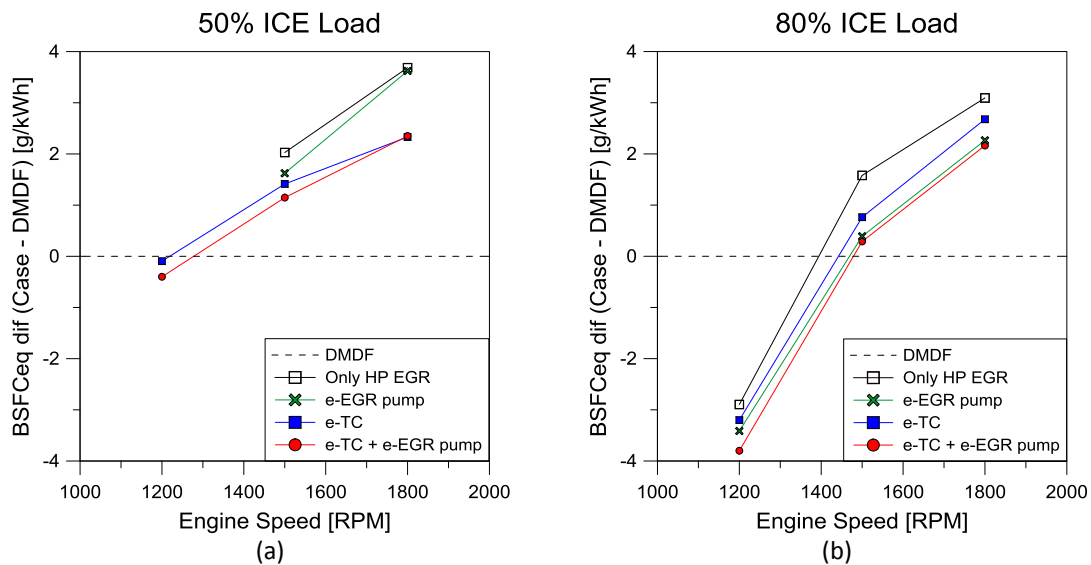 50% ICE Load
BSFCeq dif (Case - DMDF) [g/kWh]
4
2
0
-2
-4
DMDF
Only HP EGR
e-EGR pump
e-TC
e-TC + e-EGR pump
1000 1200 1400 1600 1800 2000
Engine Speed [RPM]
(a)
80% ICE Load
BSFCeq dif (Case - DMDF) [g/kWh]
4
2
0
-2
-4
DMDF
Only HP EGR
e-EGR pump
e-TC
e-TC + e-EGR pump
1000 1200 1400 1600 1800 2000
Engine Speed [RPM]
(b)